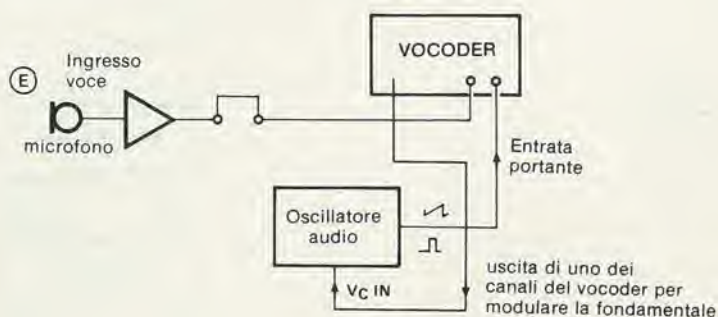 E
Ingresso
voce
microfono
VOCODER
Entrata
portante
Oscillatore
audio
VC IN
uscita di uno dei
canali del vocoder per
modulare la fondamentale